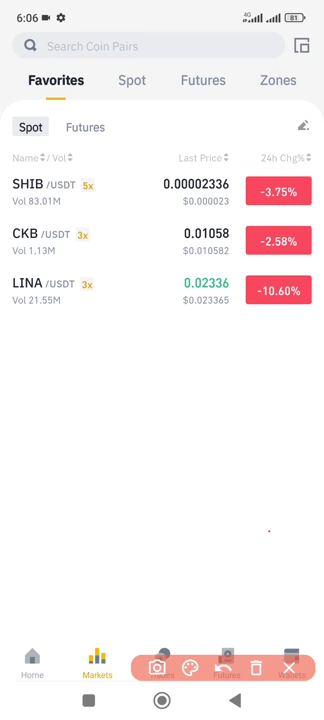 6:06
4G
81
Search Coin Pairs
Favorites Spot Futures Zones
Spot Futures
Name / Vol Last Price 24h Chg%
SHIB /USDT 5x 0.00002336 -3.75%
Vol 83.01M $0.000023
CKB /USDT 3x 0.01058 -2.58%
Vol 1.13M $0.010582
LINA /USDT 3x 0.02336 -10.60%
Vol 21.55M $0.023365
Home Markets Trades Futures Wallets